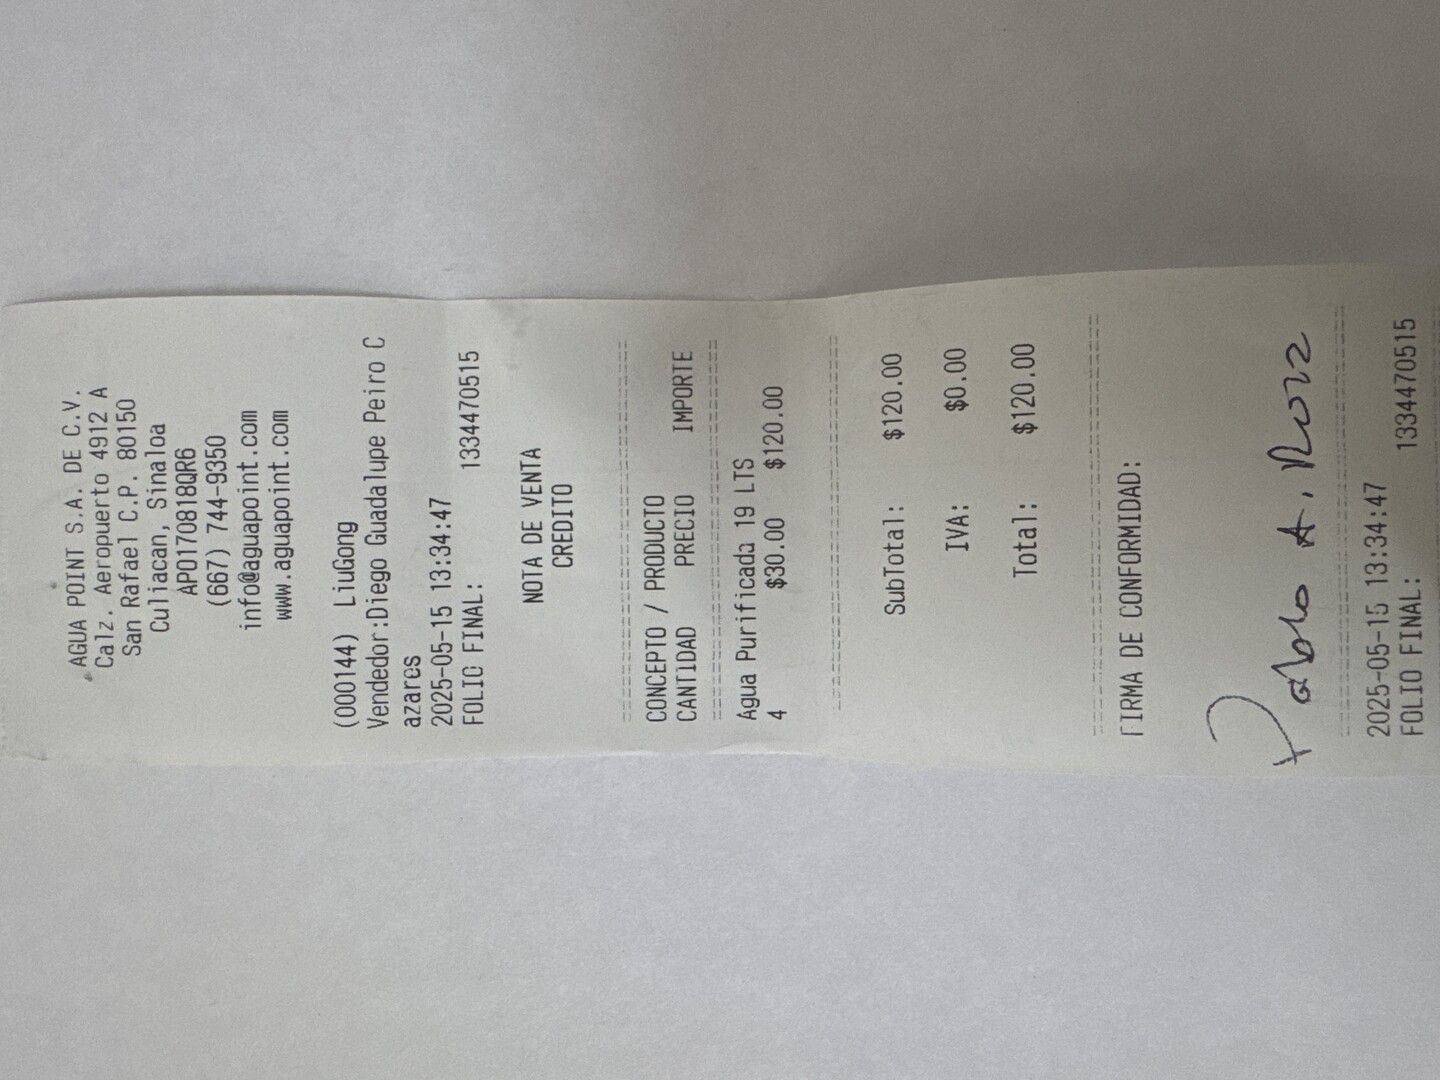 AGUA POINT S.A. DE C.V.
Calz. Aeropuerto 4912 A
San Rafael C.P. 80150
Culiacan, Sinaloa
APO170818QR6
(667) 744-9350
info@aguapoint.com
www.aguapoint.com
(000144) LiuGong
Vendedor:Diego Guadalupe Peiro C
azares
2025-05-15 13:34:47
FOLIO FINAL: 1334470515
NOTA DE VENTA
CREDITO
CONCEPTO / PRODUCTO
CANTIDAD PRECIO IMPORTE
Agua Purificada 19 LTS
4 $30.00 $120.00
SubTotal: $120.00
IVA: $0.00
Total: $120.00
FIRMA DE CONFORMIDAD:
Pablo A.
2025-05-15 13:34:47
FOLIO FINAL: 1334470515